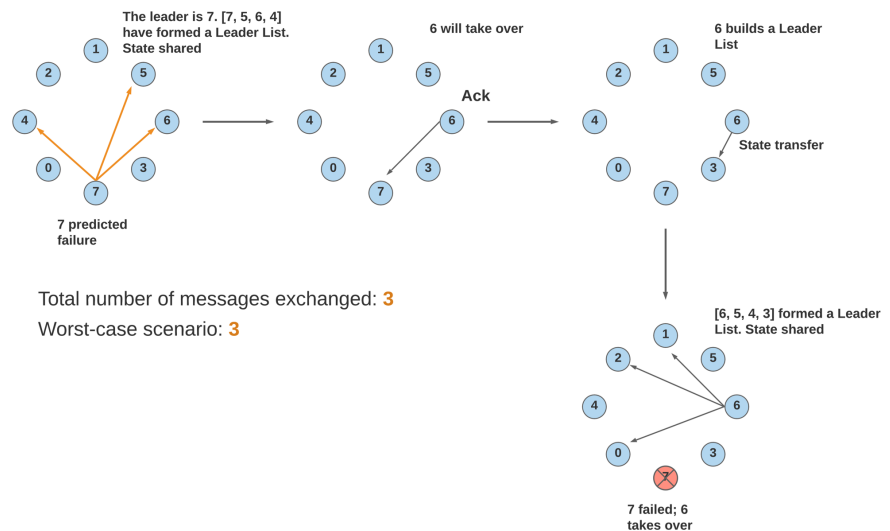 The leader is 7. [7, 5, 6, 4]
have formed a Leader List.
State shared
1
2
5
4
6
0
3
7
7 predicted
failure
6 will take over
1
2
5
Ack
4
6
0
3
7
6 builds a Leader
List
1
2
5
4
6
State transfer
0
3
7
Total number of messages exchanged: 3
Worst-case scenario: 3
[6, 5, 4, 3] formed a Leader
List. State shared
1
2
5
4
6
0
3
7
7 failed; 6
takes over